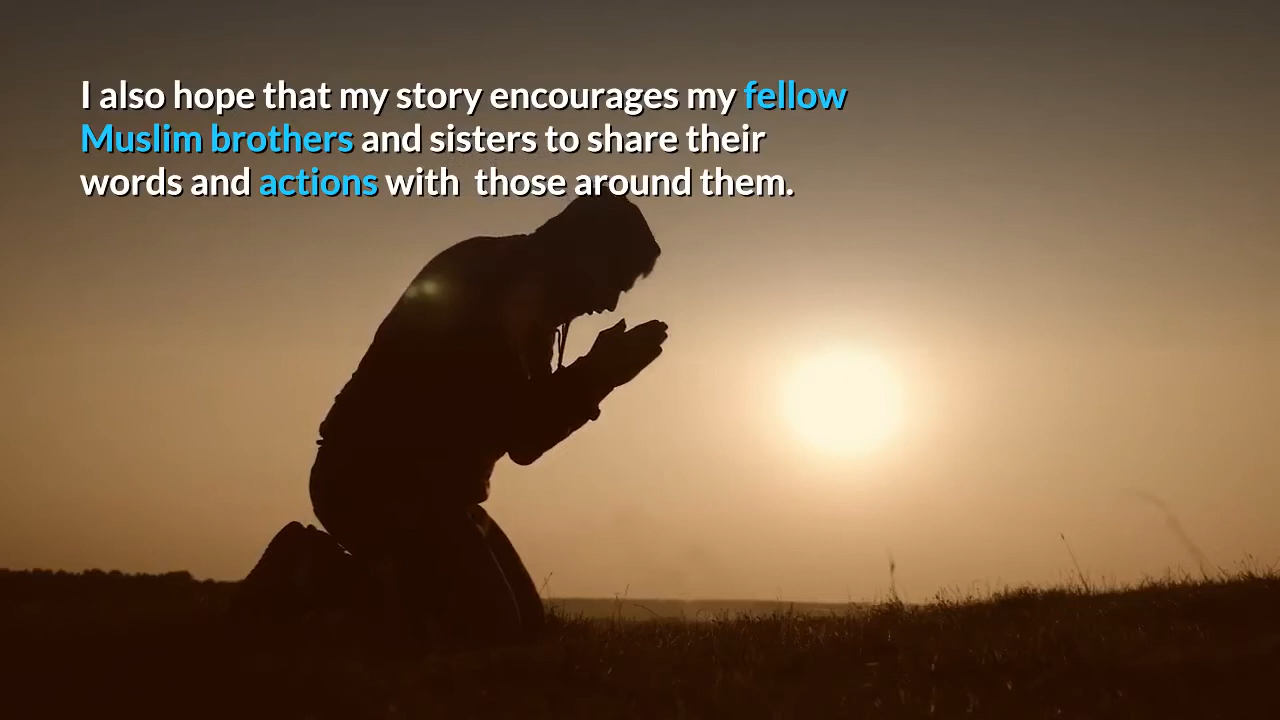 I also hope that my story encourages my fellow
Muslim brothers and sisters to share their
words and actions with  those around them.